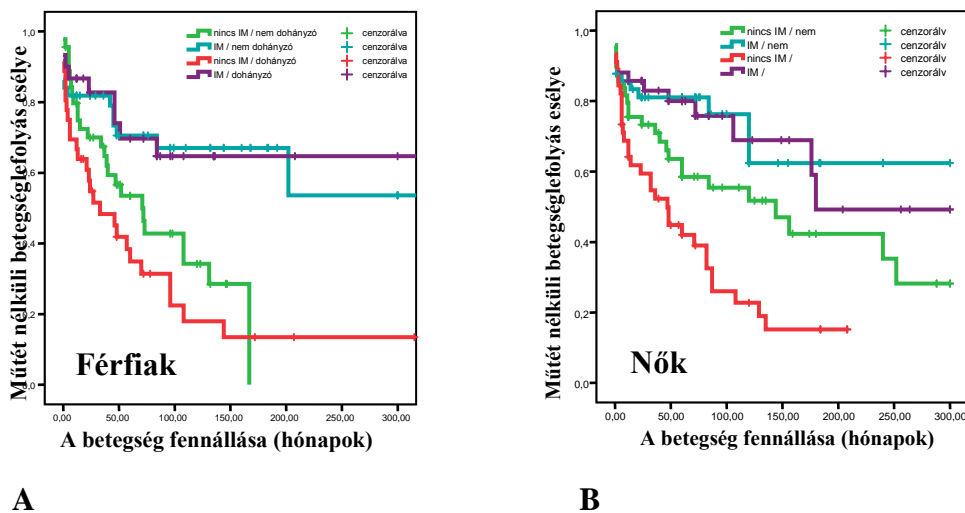 Műtét nélküli betegséglefolyás esélye
1,0
0,8
0,6
0,4
0,2
0,0
nincs IM / nem dohányzó
IM / nem dohányzó
nincs IM / dohányzó
IM / dohányzó
cenzorálva
cenzorálva
cenzorálva
cenzorálva
Férfiak
0,00 50,00 100,00 150,00 200,00 250,00 300,00
A betegség fennállása (hónapok)
A
Műtét nélküli betegséglefolyás esélye
1,0
0,8
0,6
0,4
0,2
0,0
nincs IM / nem
IM / nem
nincs IM /
IM /
cenzorálv
cenzorálv
cenzorálv
cenzorálv
Nők
0,00 50,00 100,00 150,00 200,00 250,00 300,00
A betegség fennállása (hónapok)
B